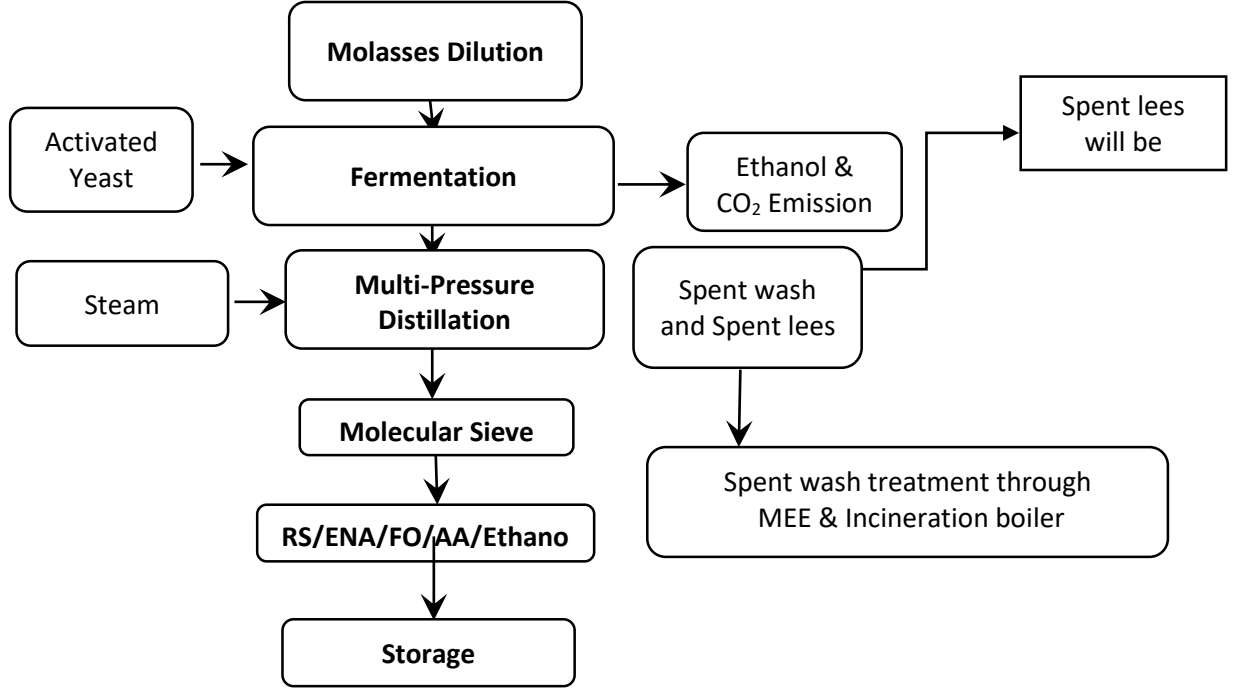 Molasses Dilution
Spent lees
will be
Activated
Yeast
Fermentation
Ethanol &
CO₂ Emission
Steam
Multi-Pressure
Distillation
Spent wash
and Spent lees
Molecular Sieve
Spent wash treatment through
MEE & Incineration boiler
RS/ENA/FO/AA/Ethano
Storage